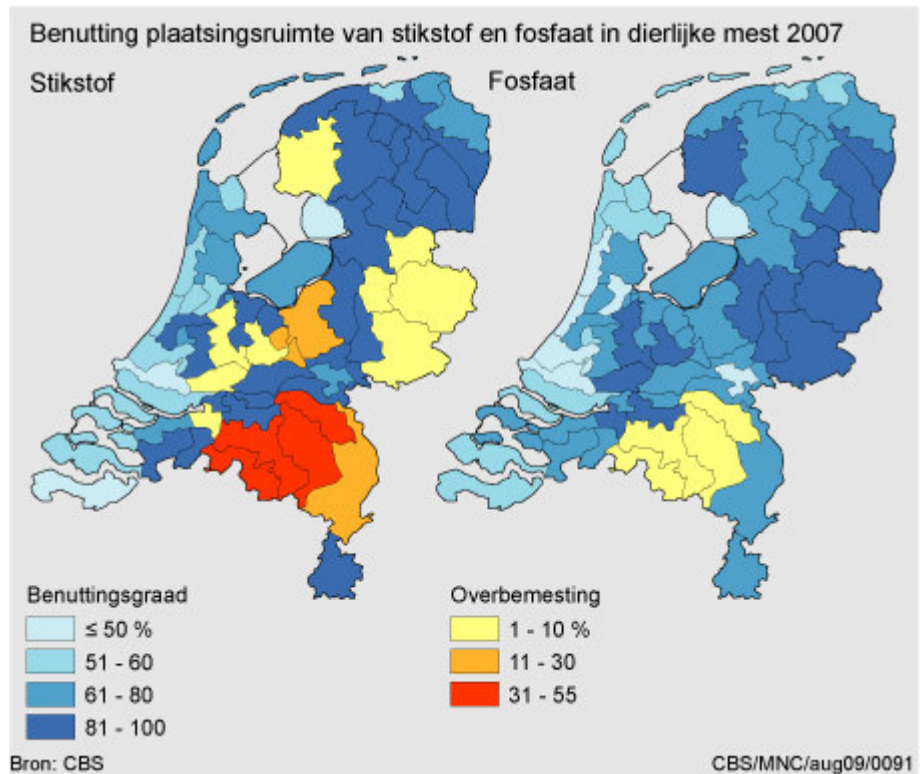 Benutting plaatsingsruimte van stikstof en fosfaat in dierlijke mest 2007
Stikstof
Fosfaat
Benuttingsgraad
≤ 50 %
51 - 60
61 - 80
81 - 100
Overbemesting
1 - 10 %
11 - 30
31 - 55
Bron: CBS
CBS/MNC/aug09/0091